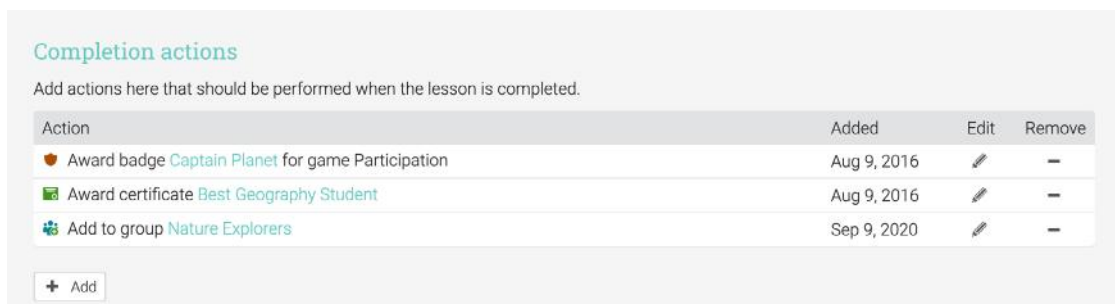 Completion actions
Add actions here that should be performed when the lesson is completed.
Action Added Edit Remove
Award badge Captain Planet for game Participation Aug 9, 2016
Award certificate Best Geography Student Aug 9, 2016
Add to group Nature Explorers Sep 9, 2020
+ Add